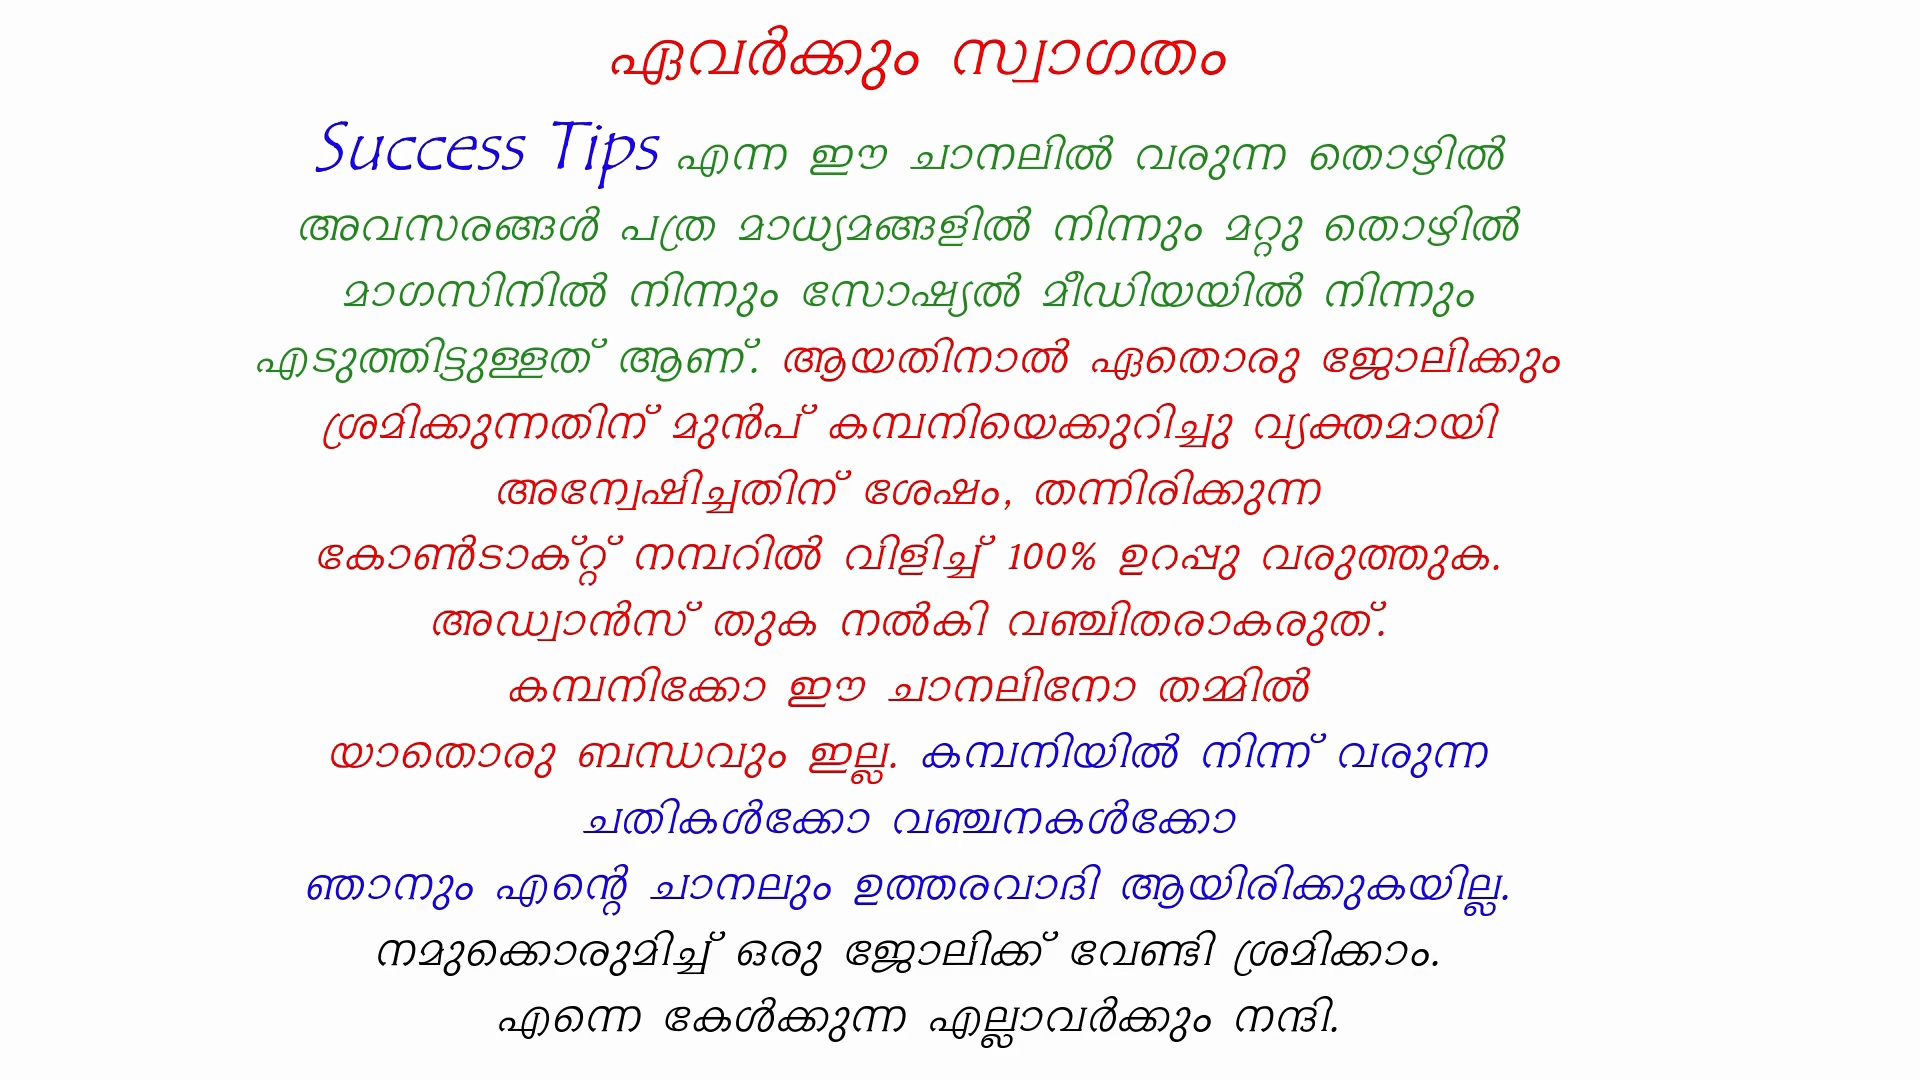 ഏവർക്കും സ്വാഗതം
Success Tips എന്ന ഈ ചാനലിൽ വരുന്ന തൊഴിൽ
അവസരങ്ങൾ പത്ര മാധ്യമങ്ങളിൽ നിന്നും മറ്റു തൊഴിൽ
മാഗസിനിൽ നിന്നും സോഷ്യൽ മീഡിയയിൽ നിന്നും
എടുത്തിട്ടുള്ളത് ആണ്. ആയതിനാൽ ഏതൊരു ജോലിക്കും
ശ്രമിക്കുന്നതിന് മുൻപ് കമ്പനിയെക്കുറിച്ചു വ്യക്തമായി
അന്വേഷിച്ചതിന് ശേഷം, തന്നിരിക്കുന്ന
കോൺടാക്റ്റ് നമ്പറിൽ വിളിച്ച് 100% ഉറപ്പു വരുത്തുക.
അഡ്വാൻസ് തുക നൽകി വഞ്ചിതരാകരുത്.
കമ്പനിക്കോ ഈ ചാനലിനോ തമ്മിൽ
യാതൊരു ബന്ധവും ഇല്ല. കമ്പനിയിൽ നിന്ന് വരുന്ന
ചതികൾക്കോ വഞ്ചനകൾക്കോ
ഞാനും എന്റെ ചാനലും ഉത്തരവാദി ആയിരിക്കുകയില്ല.
നമുക്കൊരുമിച്ച് ഒരു ജോലിക്ക് വേണ്ടി ശ്രമിക്കാം.
എന്നെ കേൾക്കുന്ന എല്ലാവർക്കും നന്ദി.